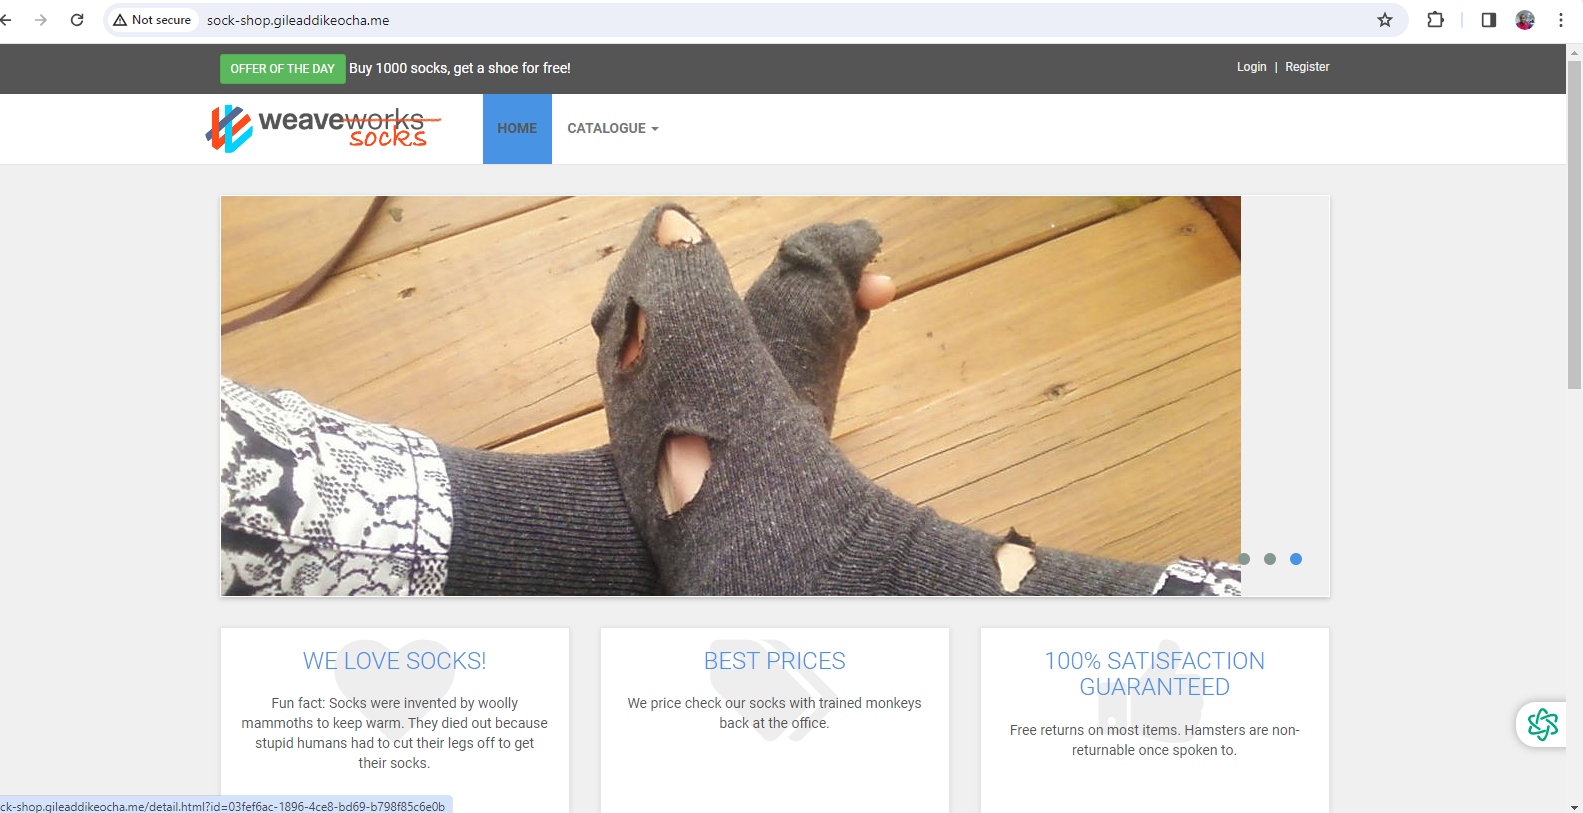 Not secure
sock-shop.gileaddikeocha.me
OFFER OF THE DAY Buy 1000 socks, get a shoe for free!
Login | Register
weaveworks
socks
HOME
CATALOGUE
WE LOVE SOCKS!
Fun fact: Socks were invented by woolly
mammoths to keep warm. They died out because
stupid humans had to cut their legs off to get
their socks.
BEST PRICES
We price check our socks with trained monkeys
back at the office.
100% SATISFACTION
GUARANTEED
Free returns on most items. Hamsters are non-
returnable once spoken to.
ck-shop.gileaddikeocha.me/detail.html?id=03fef6ac-1896-4ce8-bd69-b798f85c6e0b